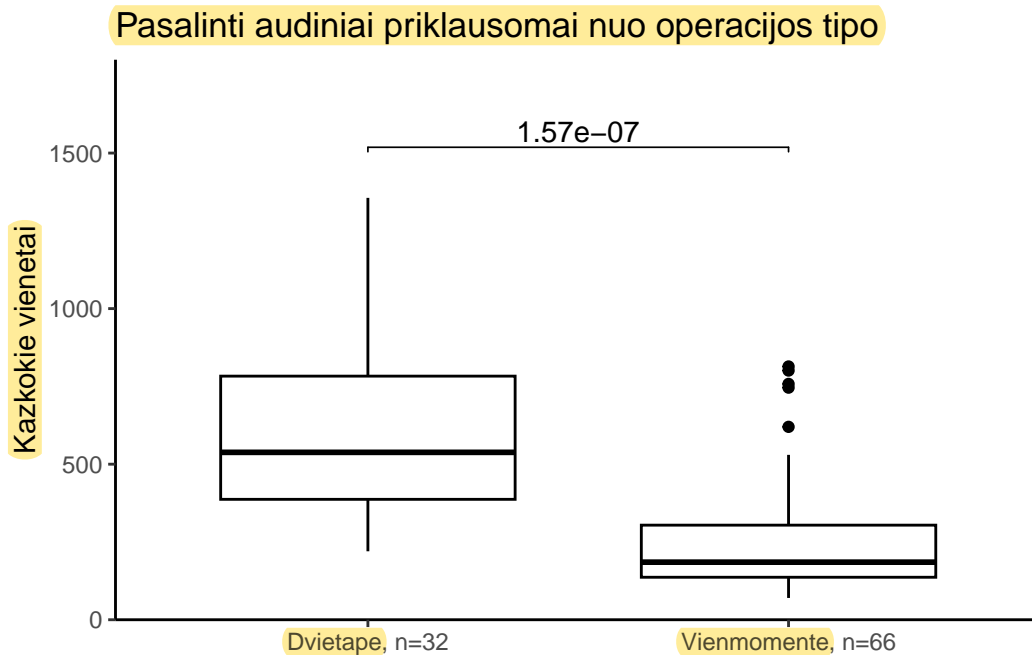 Pasalinti audiniai priklausomai nuo operacijos tipo
1.57e−07
1500
1000
500
0
Kazkokie vienetai
Dvietape, n=32
Vienmomente, n=66